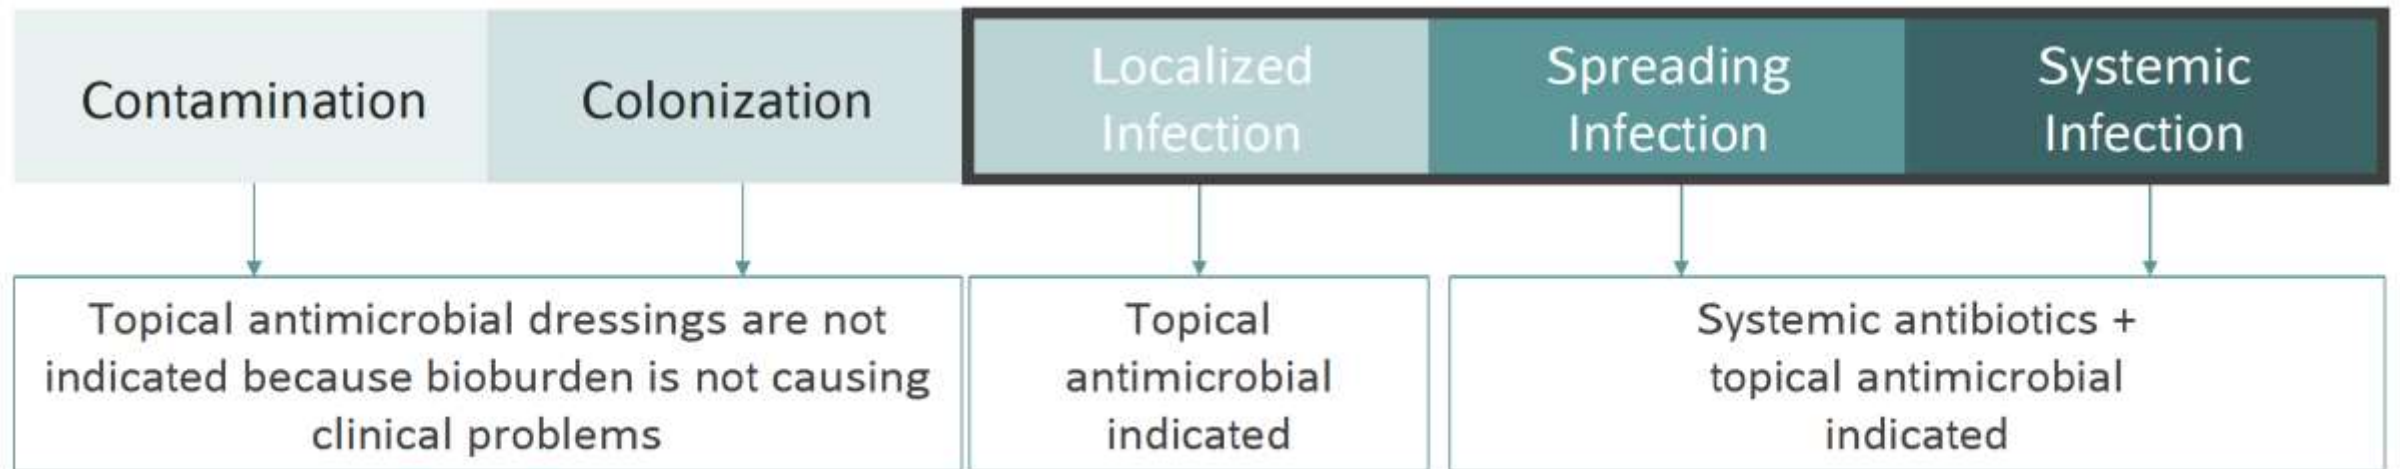 Contamination
Colonization
Localized
Infection
Spreading
Infection
Systemic
Infection
Topical antimicrobial dressings are not
indicated because bioburden is not causing
clinical problems
Topical
antimicrobial
indicated
Systemic antibiotics +
topical antimicrobial
indicated